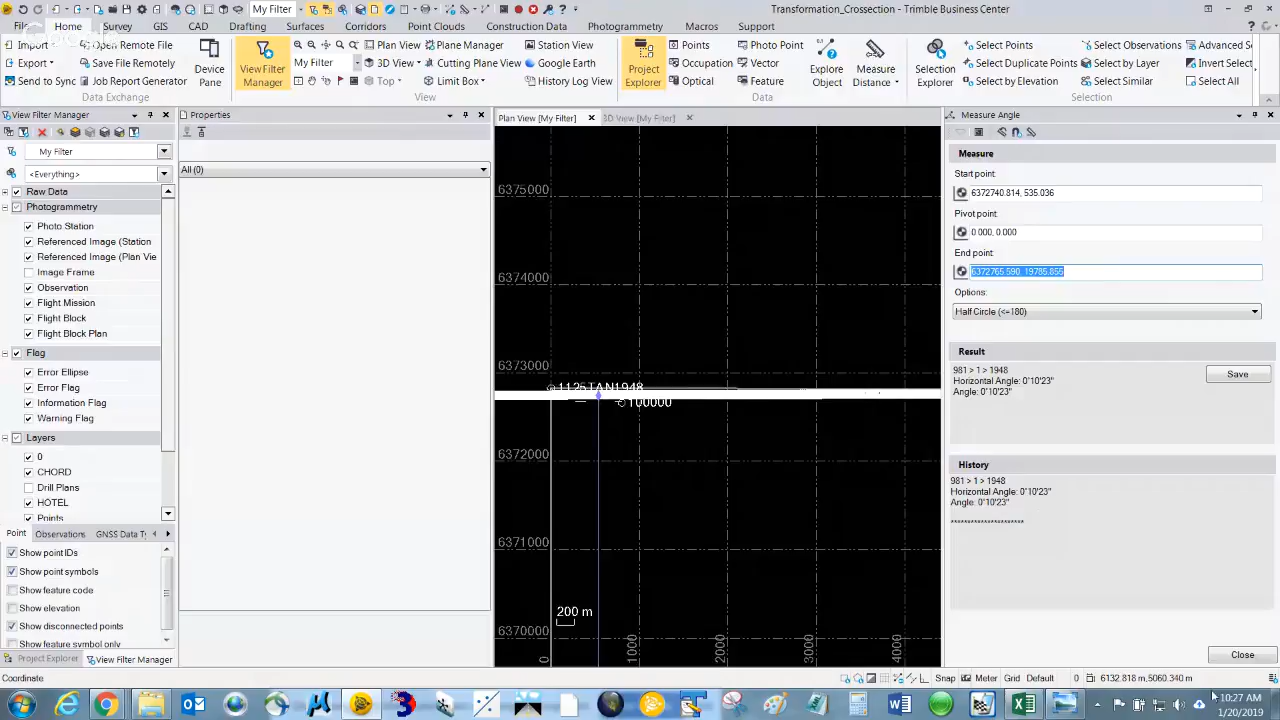 My Filter
Transformation_Crossection - Trimble Business Center
Home
Survey
GIS
CAD
Surfaces
Corridors
Point Clouds
Photogrammetry
Macros
Support
Import
Export
Send to Sync
Save File Remotely
Job Report Generator
Data Exchange
Device Pane
View Filter Manager
My Filter
Top
Plan View
3D View
Plane Manager
Cutting Plane View
Limit Box
Station View
Google Earth
History Log View
View
Project Explorer
Points
Occupation
Optical
Photo Point
Vector
Feature
Data
Explore Object
Measure Distance
Selection Explorer
Select Points
Select Duplicate Points
Select by Elevation
Select Observations
Select by Layer
Select Similar
Advanced Se
Invert Select
Select All
Selection
View Filter Manager
My Filter
<Everything>
Raw Data
Photogrammetry
Photo Station
Referenced Image (Station
Referenced Image (Plan Vie
Image Frame
Observation
Flight Mission
Flight Block
Flight Block Plan
Flag
Error Ellipse
Error Flag
Information Flag
Warning Flag
Layers
0
CHORD
Drill Plans
HOTEL
Points
Point
Observations
GNSS Data Ty
Show point IDs
Show point symbols
Show feature code
Show elevation
Show disconnected points
Show feature symbol only
Project Explorer
View Filter Manager
Properties
All (0)
Plan View [My Filter]
3D View [My Filter]
6375000
6374000
6373000
1125TAN1948
100000
6372000
6371000
200 m
6370000
0
1000
2000
3000
4000
Measure Angle
Measure
Start point:
6372740.814, 535.036
Pivot point:
0.000, 0.000
End point:
6372765.590, 19785.855
Options:
Half Circle (<=180)
Result
981 > 1 > 1948
Horizontal Angle: 0°10'23"
Angle: 0°10'23"
Save
History
981 > 1 > 1948
Horizontal Angle: 0°10'23"
Angle: 0°10'23"
**********************
Coordinate
Snap
Meter
Grid
Default
0
6132.818 m,5060.340 m
10:27 AM
1/20/2019